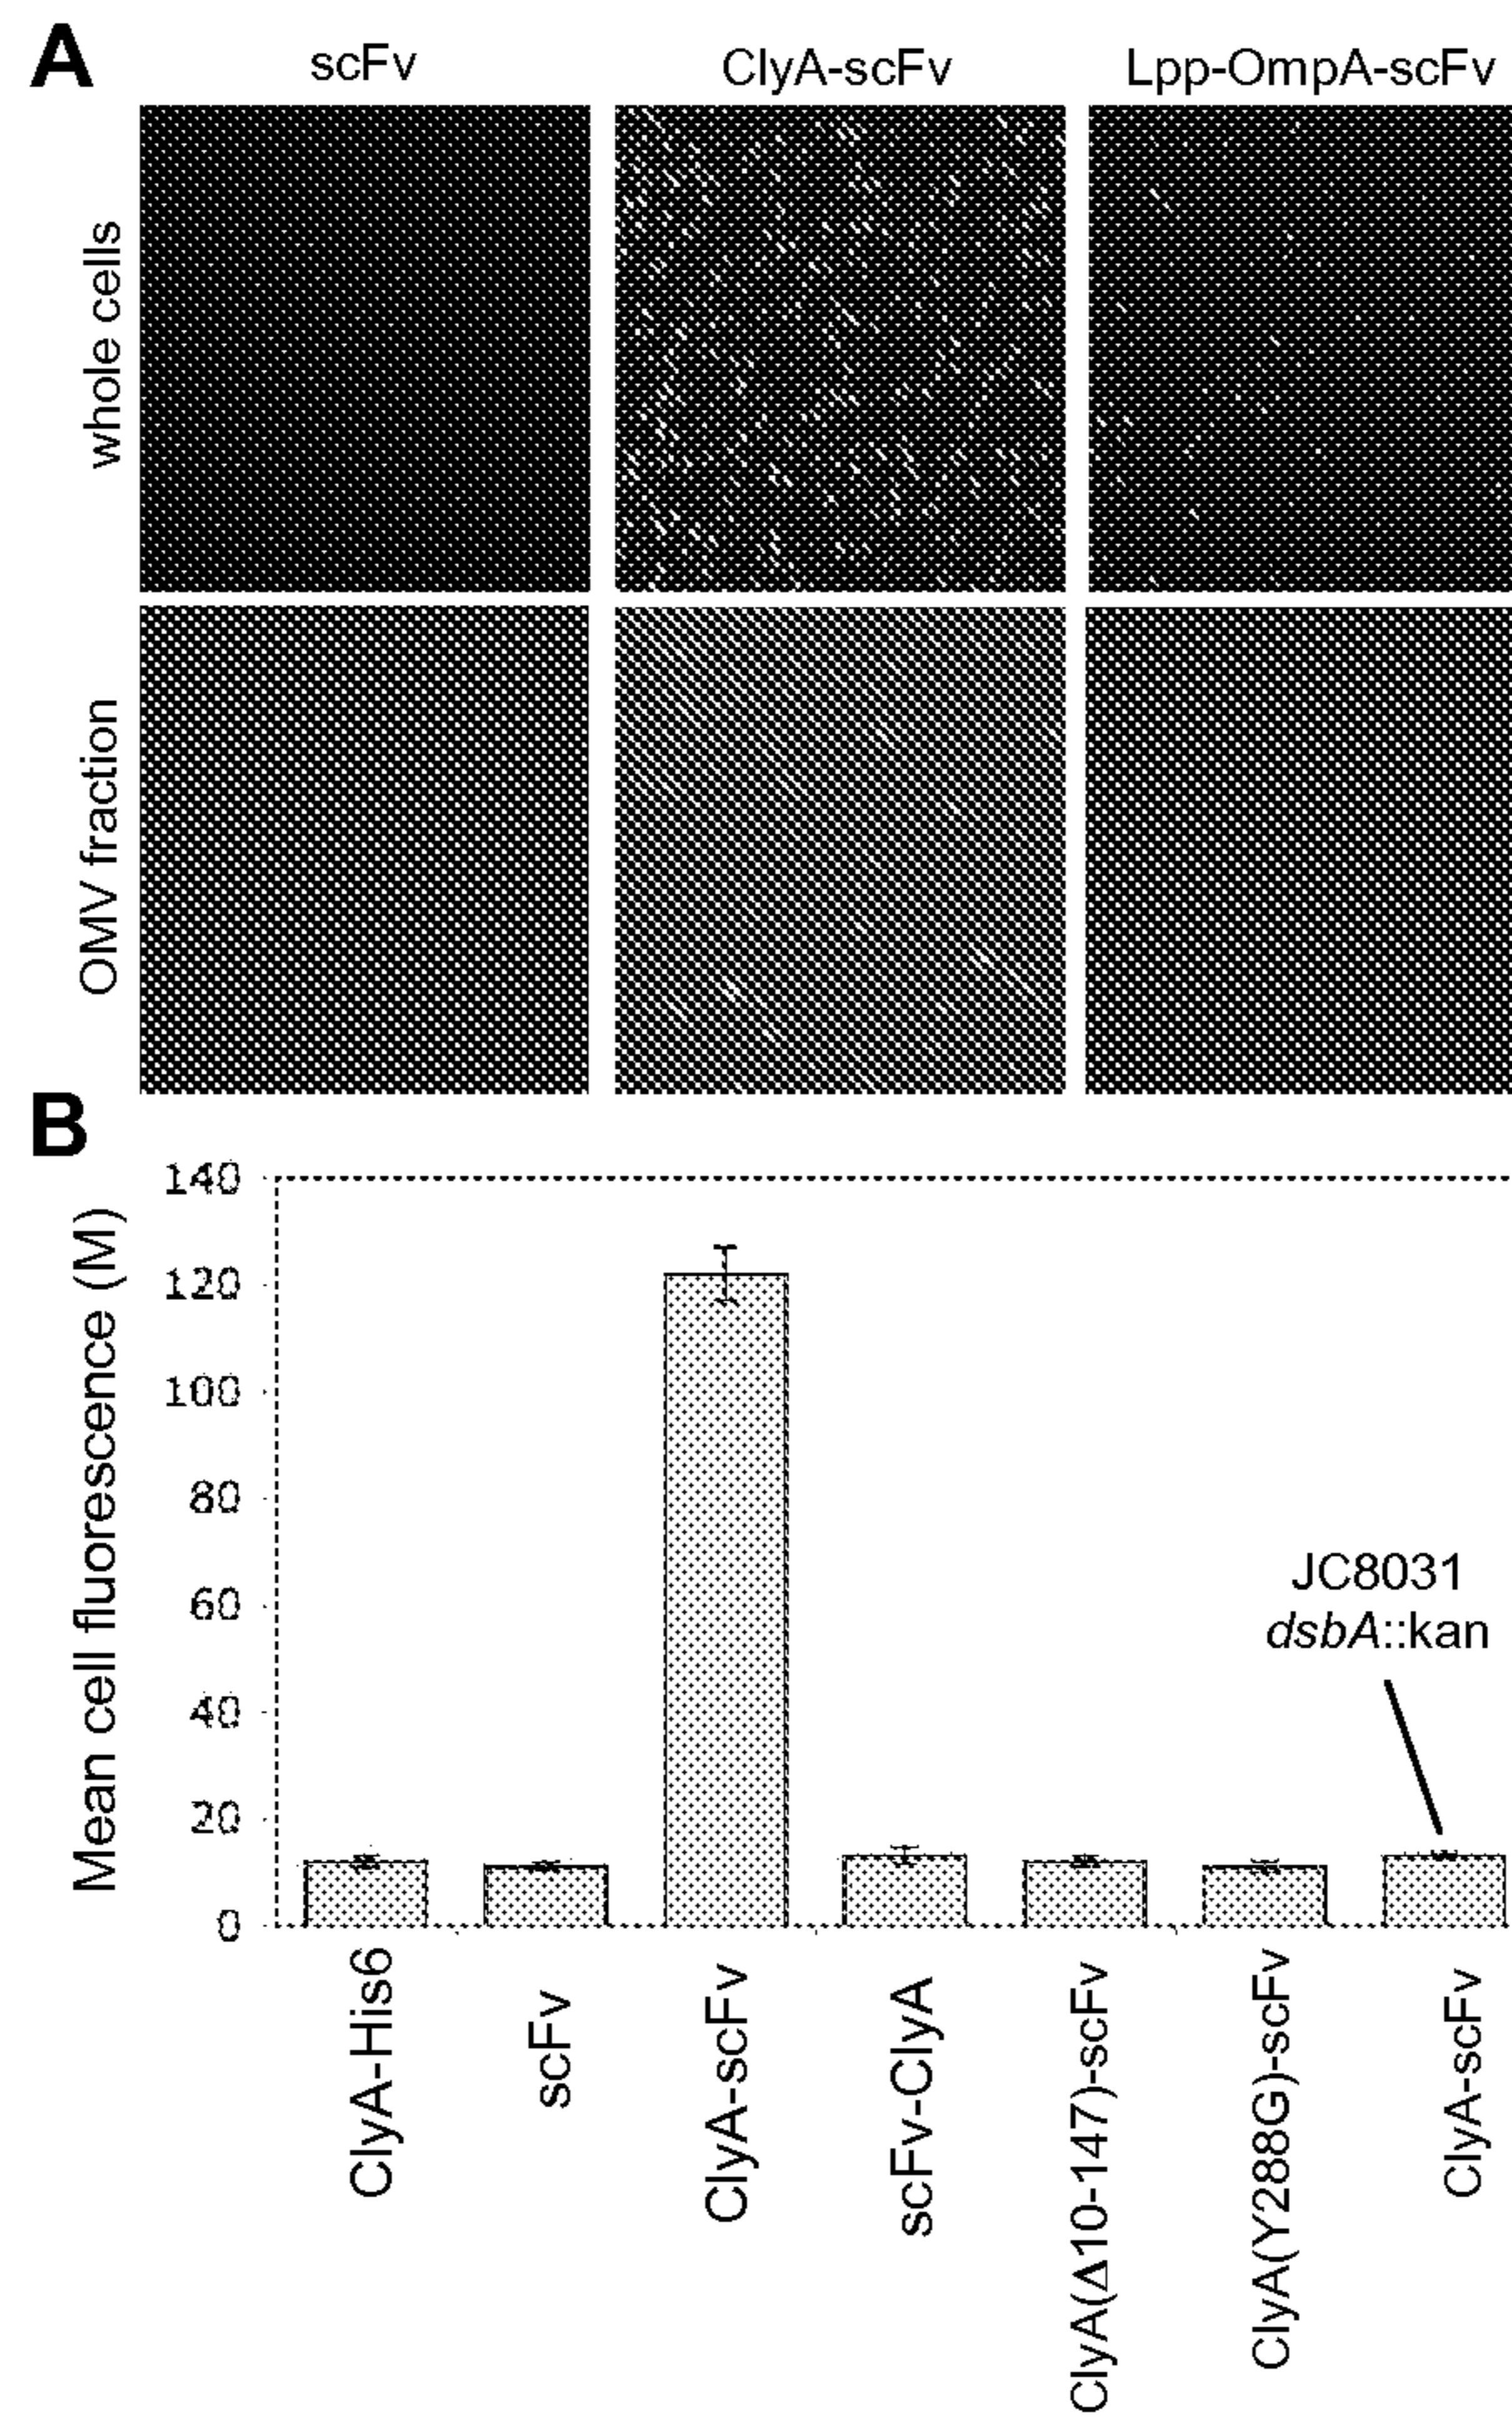 A
scFv
ClyA-scFv
Lpp-OmpA-scFv
whole cells
OMV fraction
B
Mean cell fluorescence (M)
140
120
100
80
60
40
20
0
JC8031
dsbA::kan
ClyA-His6
scFv
ClyA-scFv
scFv-ClyA
ClyA(Δ10-147)-scFv
ClyA(Y288G)-scFv
ClyA-scFv